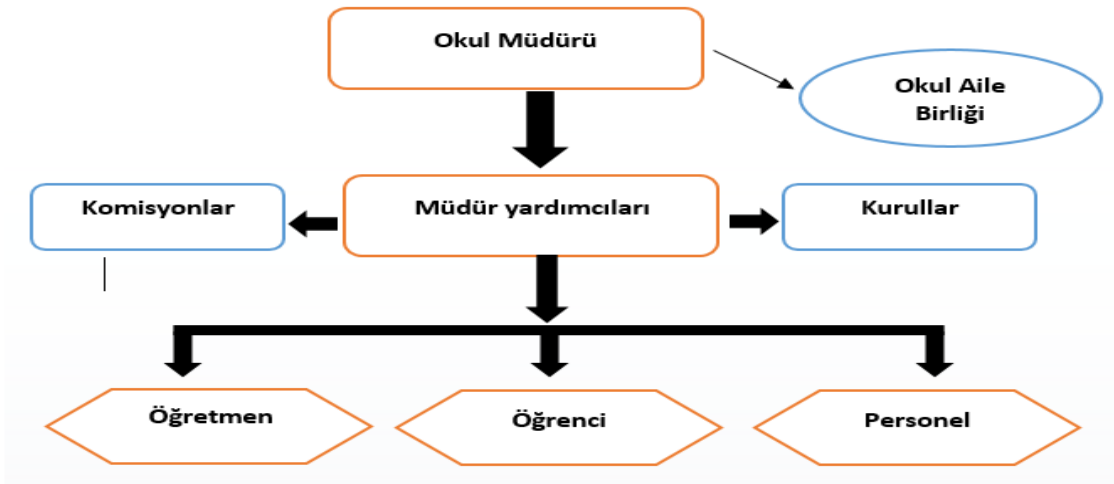 Okul Müdürü
Okul Aile
Birliği
Komisyonlar
Müdür yardımcıları
Kurullar
Öğretmen
Öğrenci
Personel